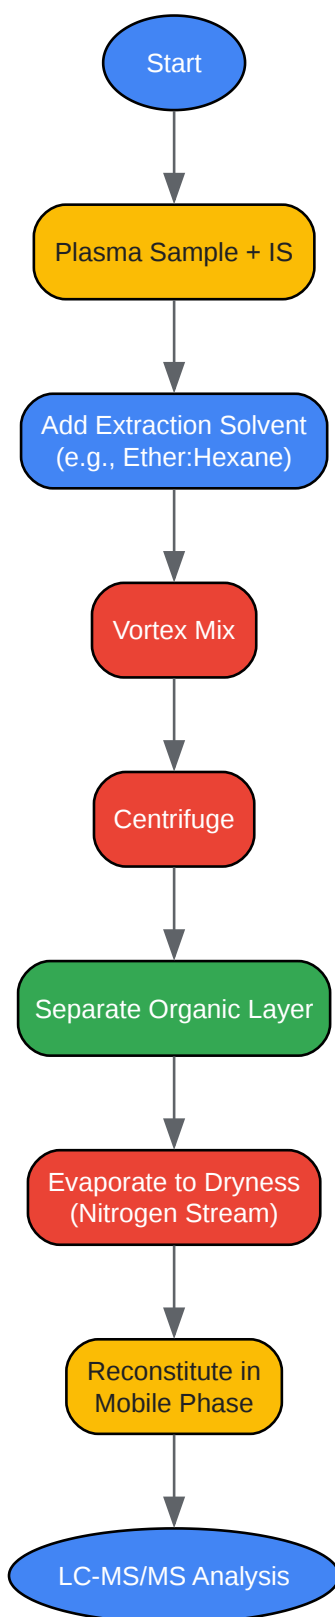 Start
Plasma Sample + IS
Add Extraction Solvent
(e.g., Ether:Hexane)
Vortex Mix
Centrifuge
Separate Organic Layer
Evaporate to Dryness
(Nitrogen Stream)
Reconstitute in
Mobile Phase
LC-MS/MS Analysis